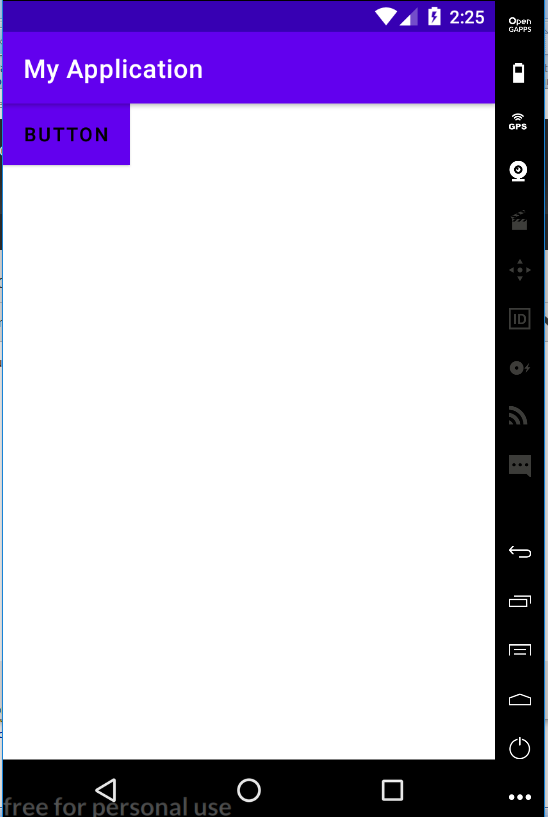 2:25
Open
GAPPS
My Application
BUTTON
GPS
ID
free for personal use